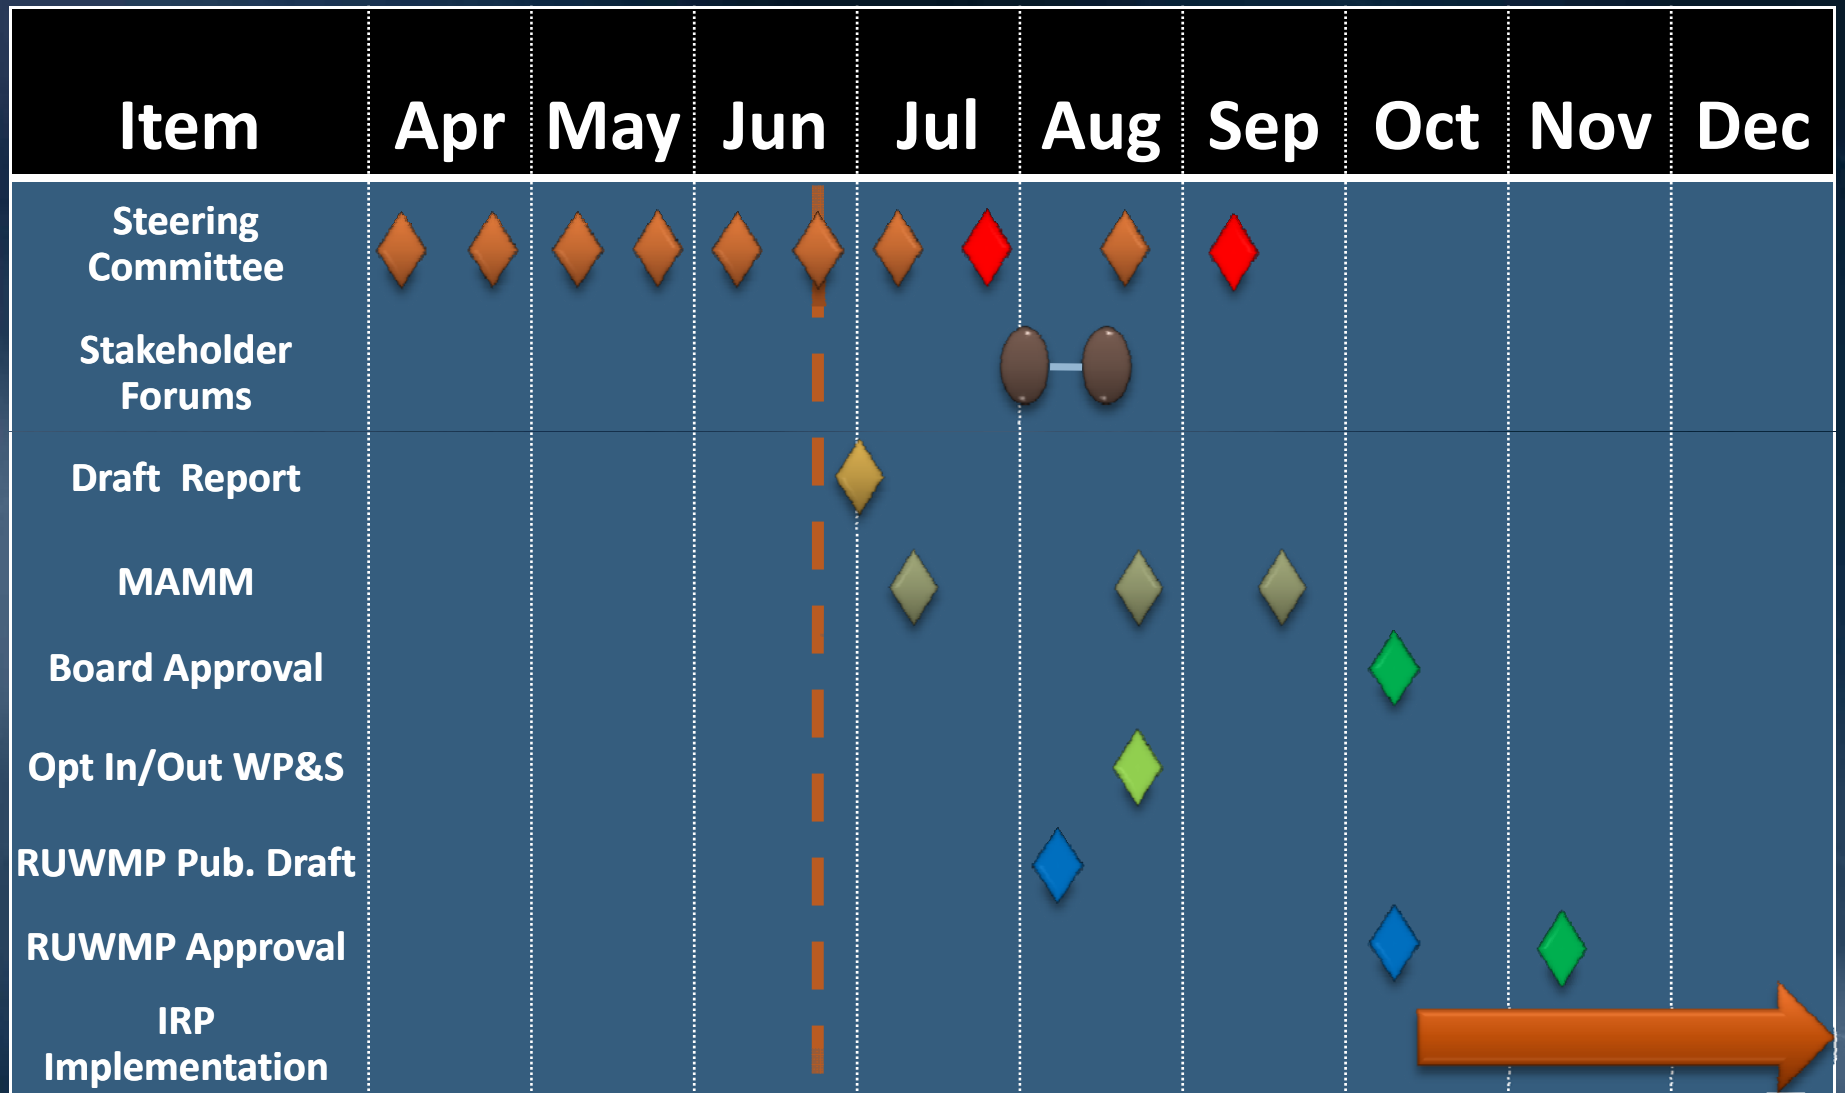 Item Apr May Jun Jul Aug Sep Oct Nov Dec
Steering
Committee
Stakeholder
Forums
Draft  Report
MAMM
Board Approval
Opt In/Out WP&S
RUWMP Pub. Draft
RUWMP Approval
IRP
Implementation